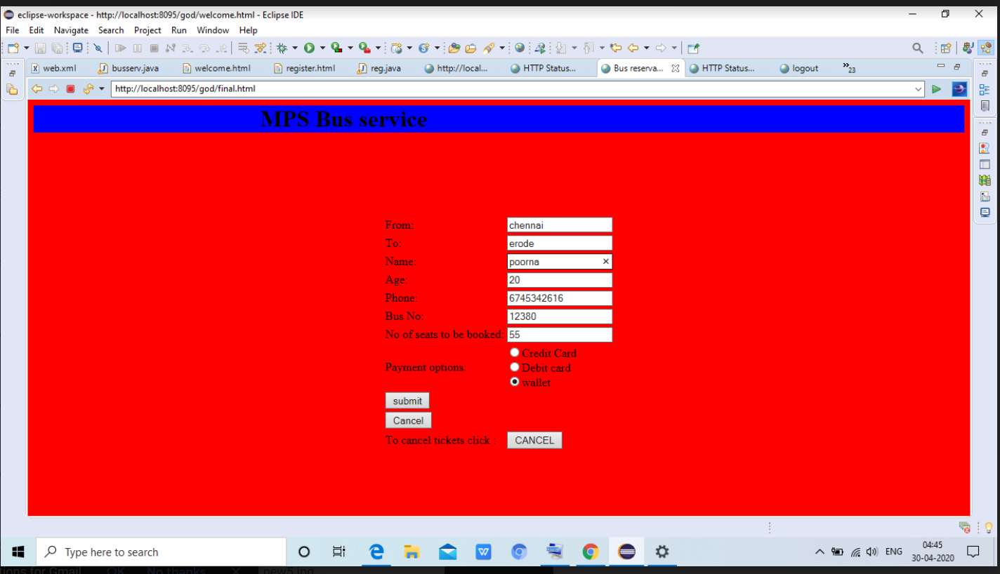 eclipse-workspace - http://localhost:8095/god/welcome.html - Eclipse IDE
File Edit Navigate Search Project Run Window Help
web.xml busserv.java welcome.html register.html reg.java http://local... HTTP Status... Bus reserva... HTTP Status... logout »23
http://localhost:8095/god/final.html
MPS Bus service
From: chennai
To: erode
Name: poorna
Age: 20
Phone: 6745342616
Bus No: 12380
No of seats to be booked: 55
Credit Card
Payment options: Debit card
wallet
submit
Cancel
To cancel tickets click : CANCEL
Type here to search
ENG 04:45
30-04-2020
tions for Gmail OK No thanks X new5.jpg